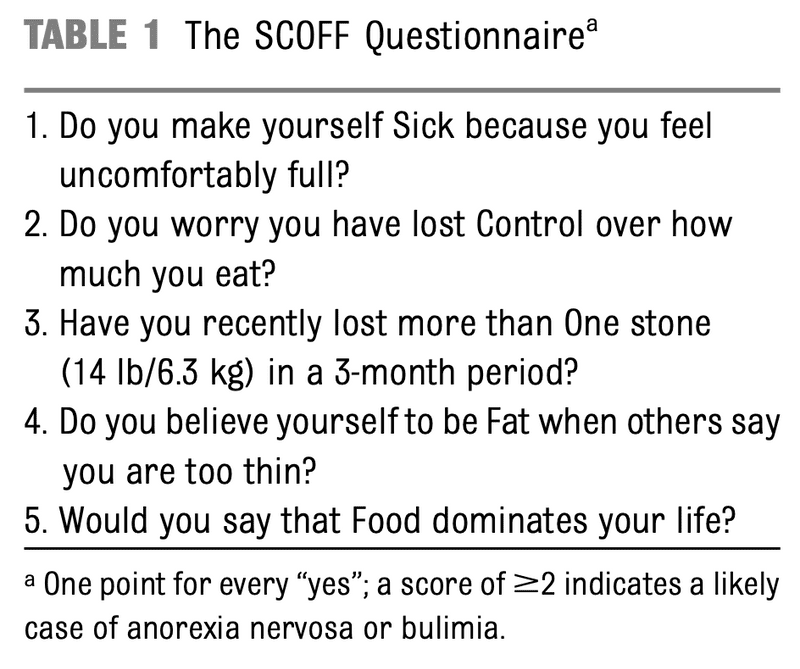 TABLE 1 The SCOFF Questionnaireª
1. Do you make yourself Sick because you feel
uncomfortably full?
2. Do you worry you have lost Control over how
much you eat?
3. Have you recently lost more than One stone
(14 lb/6.3 kg) in a 3-month period?
4. Do you believe yourself to be Fat when others say
you are too thin?
5. Would you say that Food dominates your life?
ª One point for every “yes”; a score of ≥2 indicates a likely
case of anorexia nervosa or bulimia.